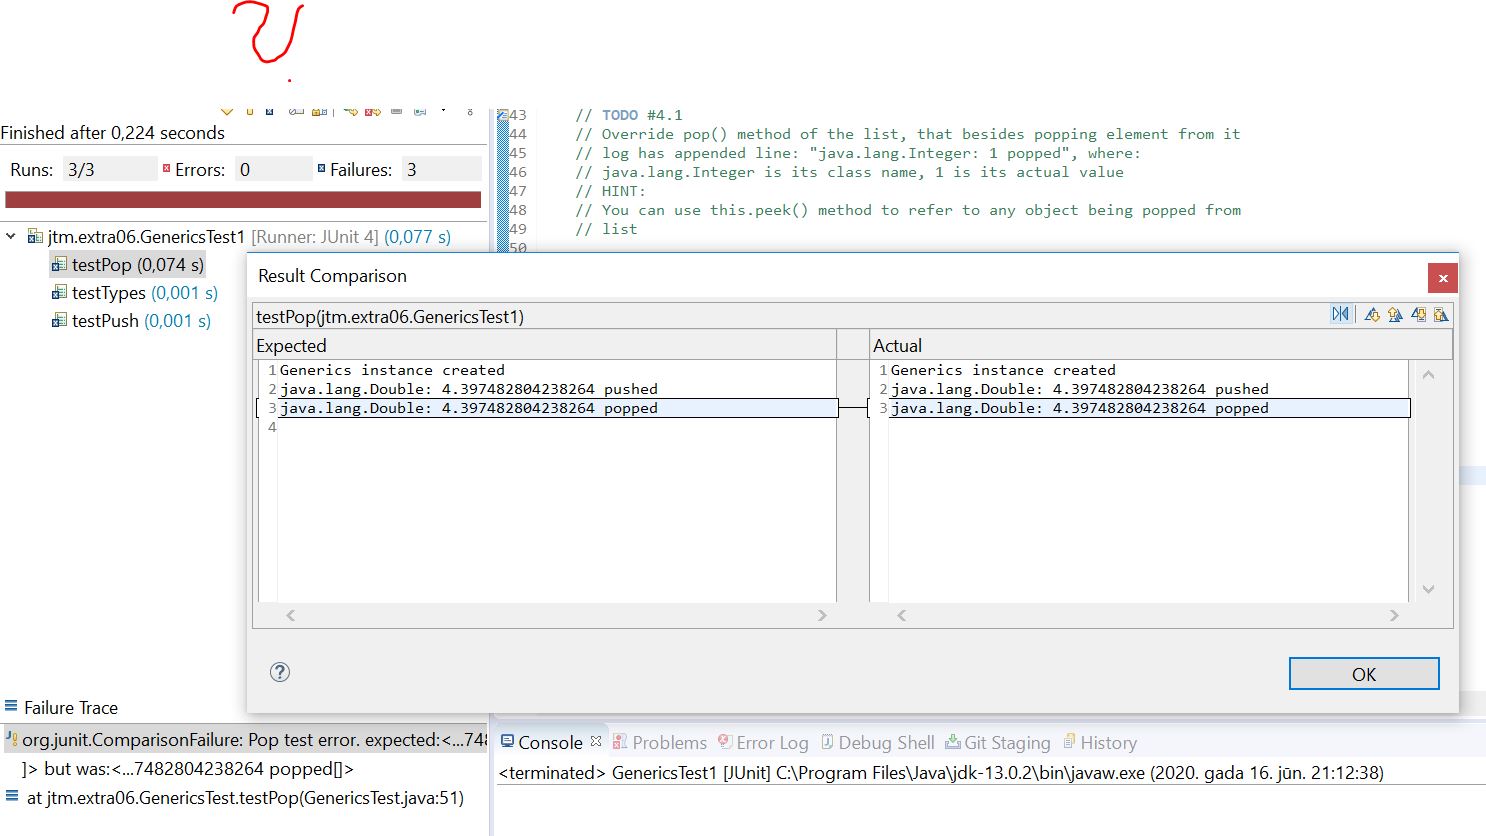 Finished after 0,224 seconds
Runs: 3/3 Errors: 0 Failures: 3
jtm.extra06.GenericsTest1 [Runner: JUnit 4] (0,077 s)
testPop (0,074 s)
testTypes (0,001 s)
testPush (0,001 s)
43 // TODO #4.1
44 // Override pop() method of the list, that besides popping element from it
45 // log has appended line: "java.lang.Integer: 1 popped", where:
46 // java.lang.Integer is its class name, 1 is its actual value
47 // HINT:
48 // You can use this.peek() method to refer to any object being popped from
49 // list
50
Result Comparison
testPop(jtm.extra06.GenericsTest1)
Expected
1 Generics instance created
2 java.lang.Double: 4.397482804238264 pushed
3 java.lang.Double: 4.397482804238264 popped
4
Actual
1 Generics instance created
2 java.lang.Double: 4.397482804238264 pushed
3 java.lang.Double: 4.397482804238264 popped
OK
Failure Trace
org.junit.ComparisonFailure: Pop test error. expected:<...748
]> but was:<...7482804238264 popped[]>
at jtm.extra06.GenericsTest.testPop(GenericsTest.java:51)
Console Problems Error Log Debug Shell Git Staging History
<terminated> GenericsTest1 [JUnit] C:\Program Files\Java\jdk-13.0.2\bin\javaw.exe (2020. gada 16. jūn. 21:12:38)